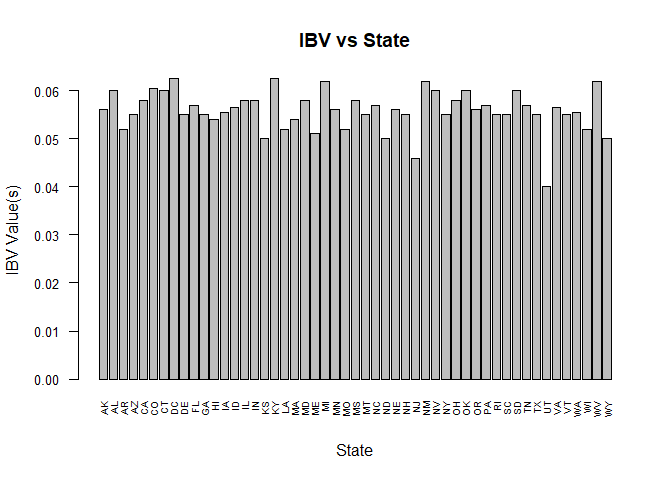 IBV vs State
IBV Value(s)
0.06
0.05
0.04
0.03
0.02
0.01
0.00
AK AL AR AZ CA CO CT DC DE FL GA HI IA ID IL IN KS KY LA MA MD ME MI MN MO MS MT NC ND NE NH NJ NM NV NY OH OK OR PA RI SC SD TN TX UT VA VT WA WI WV WY
State